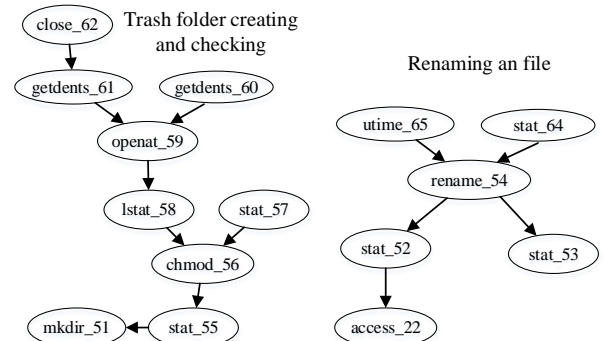 close_62
Trash folder creating
and checking
getdents_61
getdents_60
openat_59
lstat_58
stat_57
chmod_56
mkdir_51
stat_55
Renaming an file
utime_65
stat_64
rename_54
stat_52
stat_53
access_22